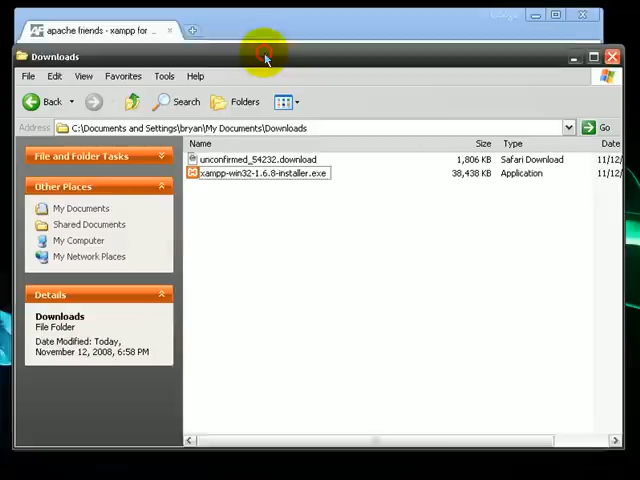 apache friends - xampp for
Downloads
File Edit View Favorites Tools Help
Back Search Folders
Address C:\Documents and Settings\bryan\My Documents\Downloads Go
File and Folder Tasks
Other Places
My Documents
Shared Documents
My Computer
My Network Places
Details
Downloads
File Folder
Date Modified: Today,
November 12, 2008, 6:58 PM
Name Size Type Date
unconfirmed_54232.download 1,806 KB Safari Download 11/12/
xampp-win32-1.6.8-installer.exe 38,438 KB Application 11/12/